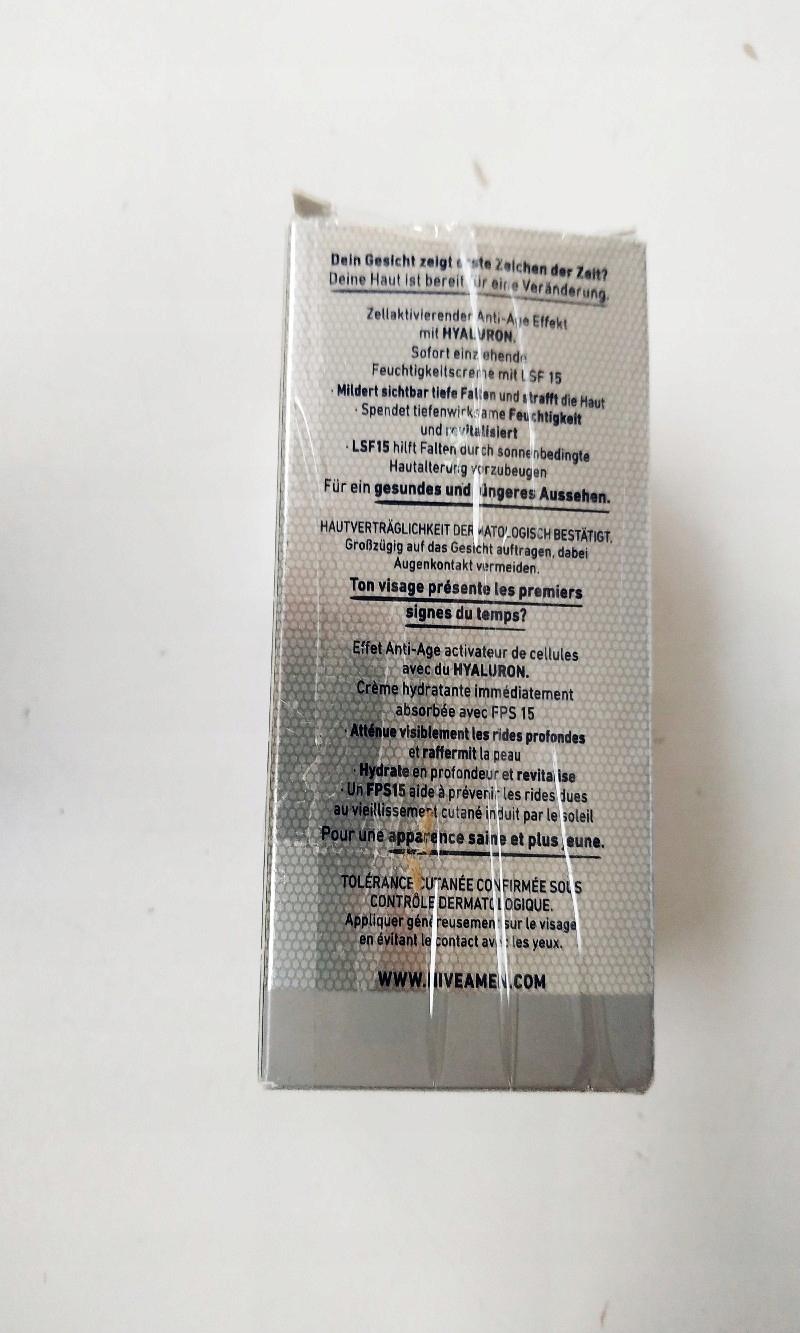 Dein Gesicht zeigt erste Zeichen der Zeit?
Deine Haut ist bereit für eine Veränderung.
Zellaktivierender Anti-Age Effekt
mit HYALURON.
Sofort einziehende
Feuchtigkeitscreme mit LSF 15
· Mildert sichtbar tiefe Falten und strafft die Haut
· Spendet tiefenwirksame Feuchtigkeit
und revitalisiert
· LSF15 hilft Falten durch sonnenbedingte
Hautalterung vorzubeugen
Für ein gesundes und jüngeres Aussehen.
HAUTVERTRÄGLICHKEIT DERMATOLOGISCH BESTÄTIGT.
Großzügig auf das Gesicht auftragen, dabei
Augenkontakt vermeiden.
Ton visage présente les premiers
signes du temps?
Effet Anti-Age activateur de cellules
avec du HYALURON.
Crème hydratante immédiatement
absorbée avec FPS 15
· Atténue visiblement les rides profondes
et raffermit la peau
· Hydrate en profondeur et revitalise
· Un FPS15 aide à prévenir les rides dues
au vieillissement cutané induit par le soleil
Pour une apparence saine et plus jeune.
TOLÉRANCE CUTANÉE CONFIRMÉE SOUS
CONTRÔLE DERMATOLOGIQUE.
Appliquer généreusement sur le visage
en évitant le contact avec les yeux.
WWW.NIVEAMEN.COM